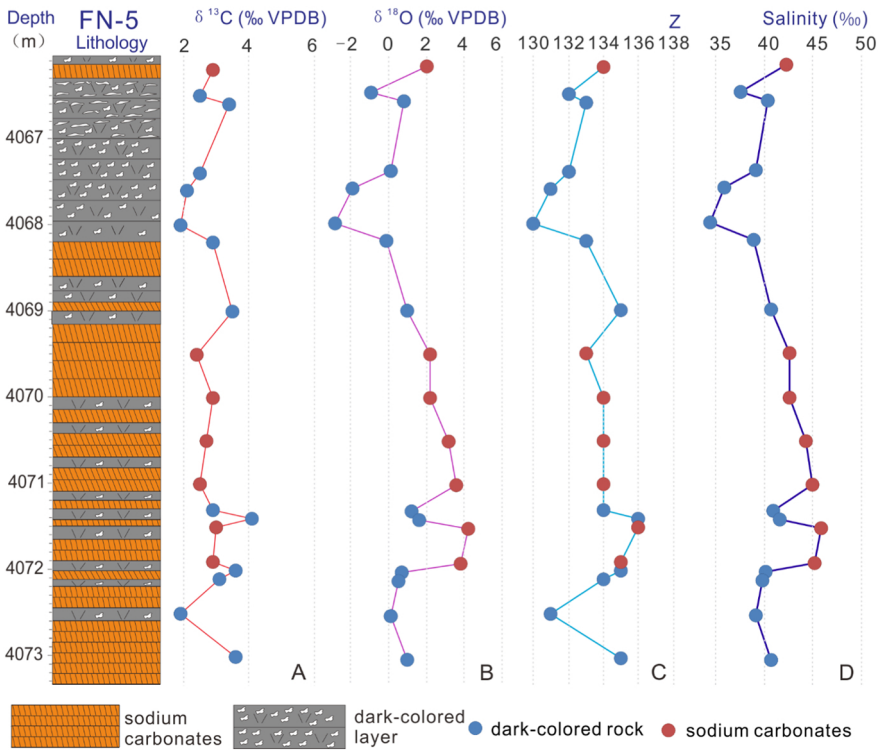 Depth
(m)
FN-5
Lithology
δ ¹³C (‰ VPDB)
2 4 6
δ ¹⁸O (‰ VPDB)
−2 0 2 4 6
Z
130 132 134 136 138
Salinity (‰)
35 40 45 50
4067
4068
4069
4070
4071
4072
4073
A
B
C
D
sodium
carbonates
dark-colored
layer
dark-colored rock
sodium carbonates